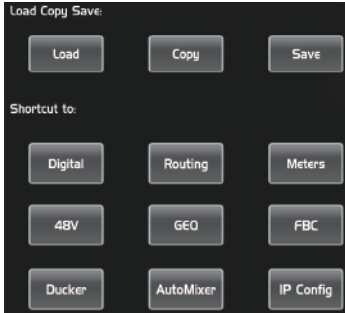 Load Copy Save:
Load Copy Save
Shortcut to:
Digital Routing Meters
48V GEQ FBC
Ducker AutoMixer IP Config